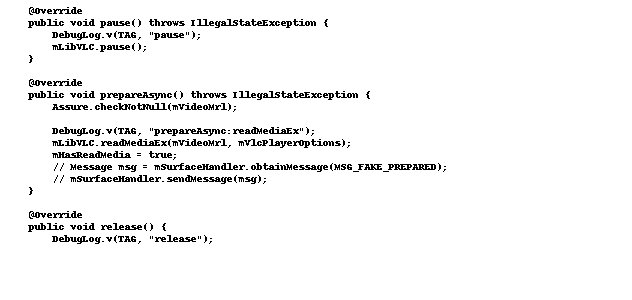 @Override
public void pause() throws IllegalStateException {
    DebugLog.v(TAG, "pause");
    mLibVLC.pause();
}

@Override
public void prepareAsync() throws IllegalStateException {
    Assure.checkNotNull(mVideoMrl);

    DebugLog.v(TAG, "prepareAsync:readMediaEx");
    mLibVLC.readMediaEx(mVideoMrl, mVlcPlayerOptions);
    mHasReadMedia = true;
    // Message msg = mSurfaceHandler.obtainMessage(MSG_FAKE_PREPARED);
    // mSurfaceHandler.sendMessage(msg);
}

@Override
public void release() {
    DebugLog.v(TAG, "release");